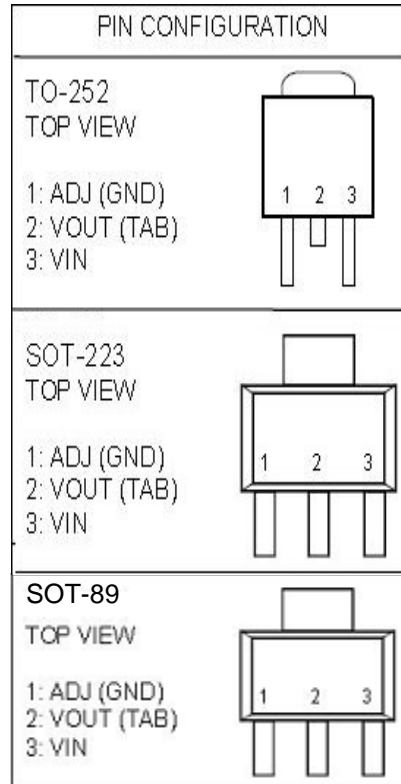 PIN CONFIGURATION
TO-252
TOP VIEW
1: ADJ (GND)
2: VOUT (TAB)
3: VIN
1 2 3
SOT-223
TOP VIEW
1: ADJ (GND)
2: VOUT (TAB)
3: VIN
1 2 3
SOT-89
TOP VIEW
1: ADJ (GND)
2: VOUT (TAB)
3: VIN
1 2 3